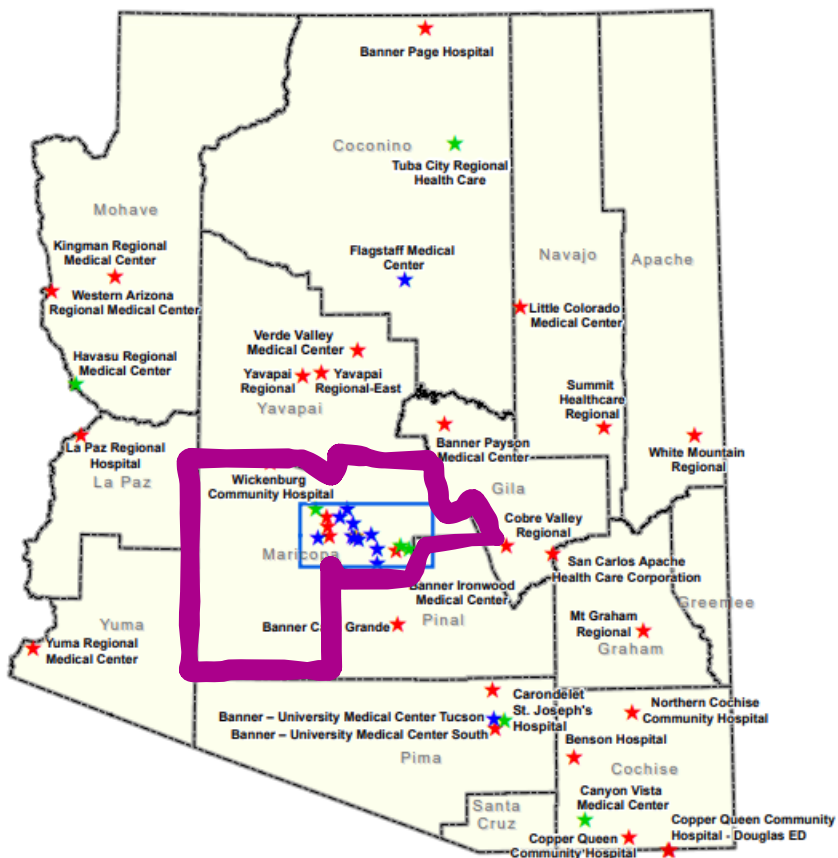 Banner Page Hospital
Coconino
Tuba City Regional
Health Care
Mohave
Kingman Regional
Medical Center
Western Arizona
Regional Medical Center
Flagstaff Medical
Center
Navajo
Apache
Little Colorado
Medical Center
Havasu Regional
Medical Center
Verde Valley
Medical Center
Yavapai
Regional
Yavapai
Regional-East
Yavapai
Summit
Healthcare
Regional
Banner Payson
Medical Center
White Mountain
Regional
La Paz Regional
Hospital
La Paz
Wickenburg
Community Hospital
Gila
Cobre Valley
Regional
Maricopa
San Carlos Apache
Health Care Corporation
Banner Ironwood
Medical Center
Greenlee
Yuma
Yuma Regional
Medical Center
Banner Grande
Pinal
Mt Graham
Regional
Graham
Carondelet
St. Joseph's
Hospital
Northern Cochise
Community Hospital
Banner – University Medical Center Tucson
Banner – University Medical Center South
Benson Hospital
Pima
Cochise
Canyon Vista
Medical Center
Santa
Cruz
Copper Queen
Community Hospital
Copper Queen Community
Hospital - Douglas ED